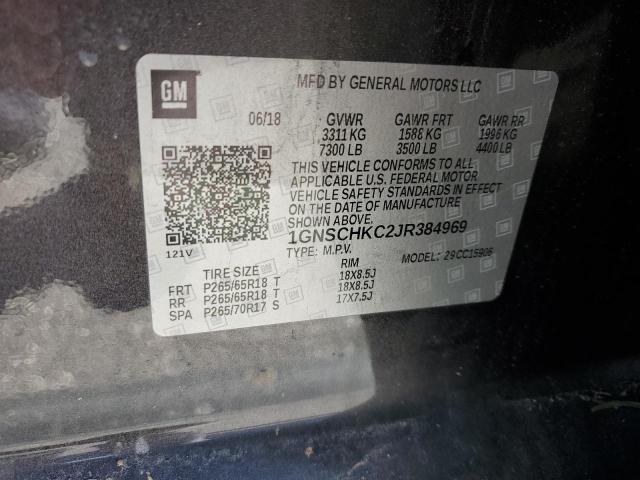 GM
MFD BY GENERAL MOTORS LLC
06/18 GVWR GAWR FRT GAWR RR
3311 KG 1586 KG 1996 KG
7300 LB 3500 LB 4400 LB
THIS VEHICLE CONFORMS TO ALL
APPLICABLE U.S. FEDERAL MOTOR
VEHICLE SAFETY STANDARDS IN EFFECT
ON THE DATE OF MANUFACTURE
SHOWN ABOVE.
1GNSCHKC2JR384969
121V TYPE: M.P.V. MODEL: 29CC15906
TIRE SIZE RIM
FRT P265/65R18 T 18X8.5J
RR P265/65R18 T 18X8.5J
SPA P265/70R17 S 17X7.5J